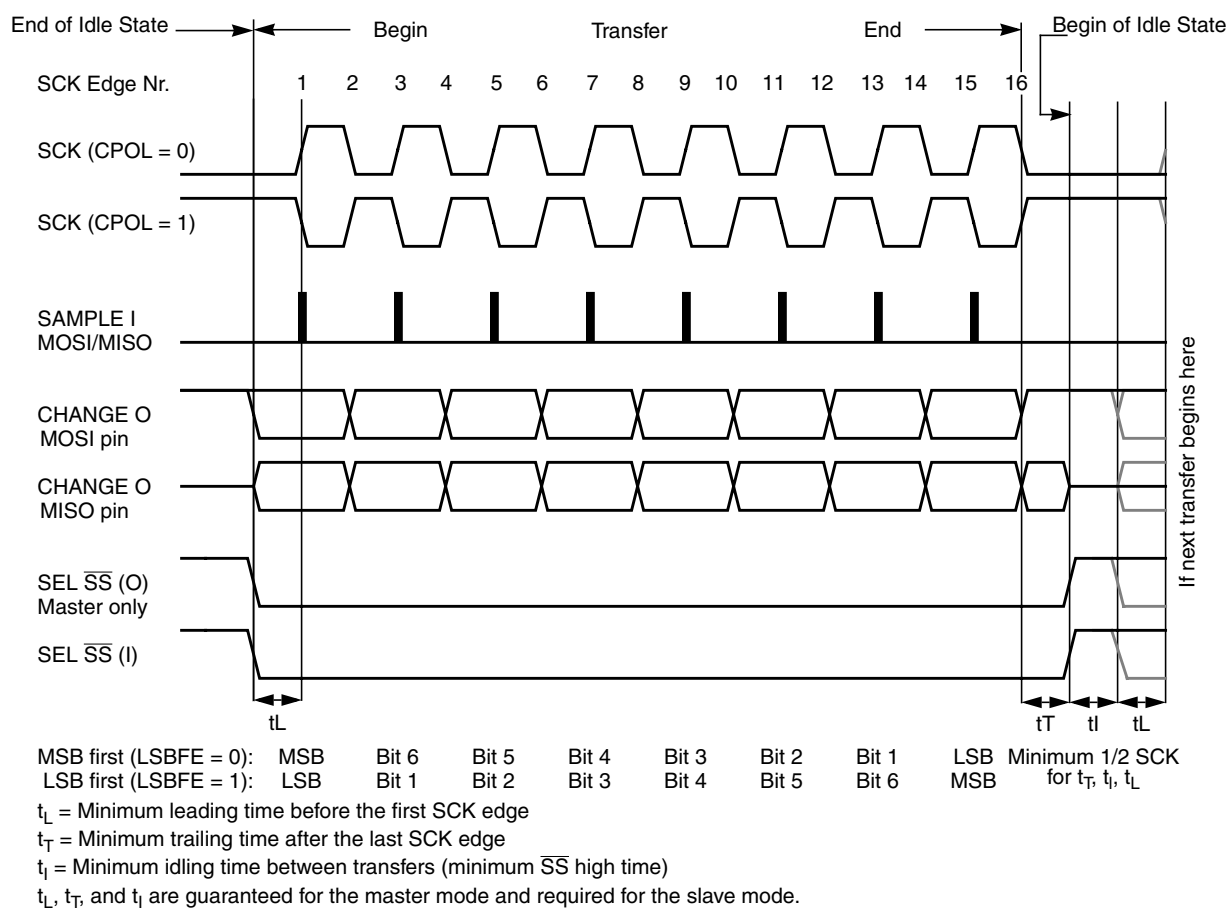 End of Idle State Begin Transfer End Begin of Idle State
SCK Edge Nr. 1 2 3 4 5 6 7 8 9 10 11 12 13 14 15 16
SCK (CPOL = 0)
SCK (CPOL = 1)
SAMPLE I
MOSI/MISO
CHANGE O
MOSI pin
CHANGE O
MISO pin
SEL SS (O)
Master only
SEL SS (I)
If next transfer begins here
tL tT tI tL
MSB first (LSBFE = 0): MSB Bit 6 Bit 5 Bit 4 Bit 3 Bit 2 Bit 1 LSB Minimum 1/2 SCK
LSB first (LSBFE = 1): LSB Bit 1 Bit 2 Bit 3 Bit 4 Bit 5 Bit 6 MSB for tT, tI, tL
tL = Minimum leading time before the first SCK edge
tT = Minimum trailing time after the last SCK edge
tI = Minimum idling time between transfers (minimum SS high time)
tL, tT, and tI are guaranteed for the master mode and required for the slave mode.